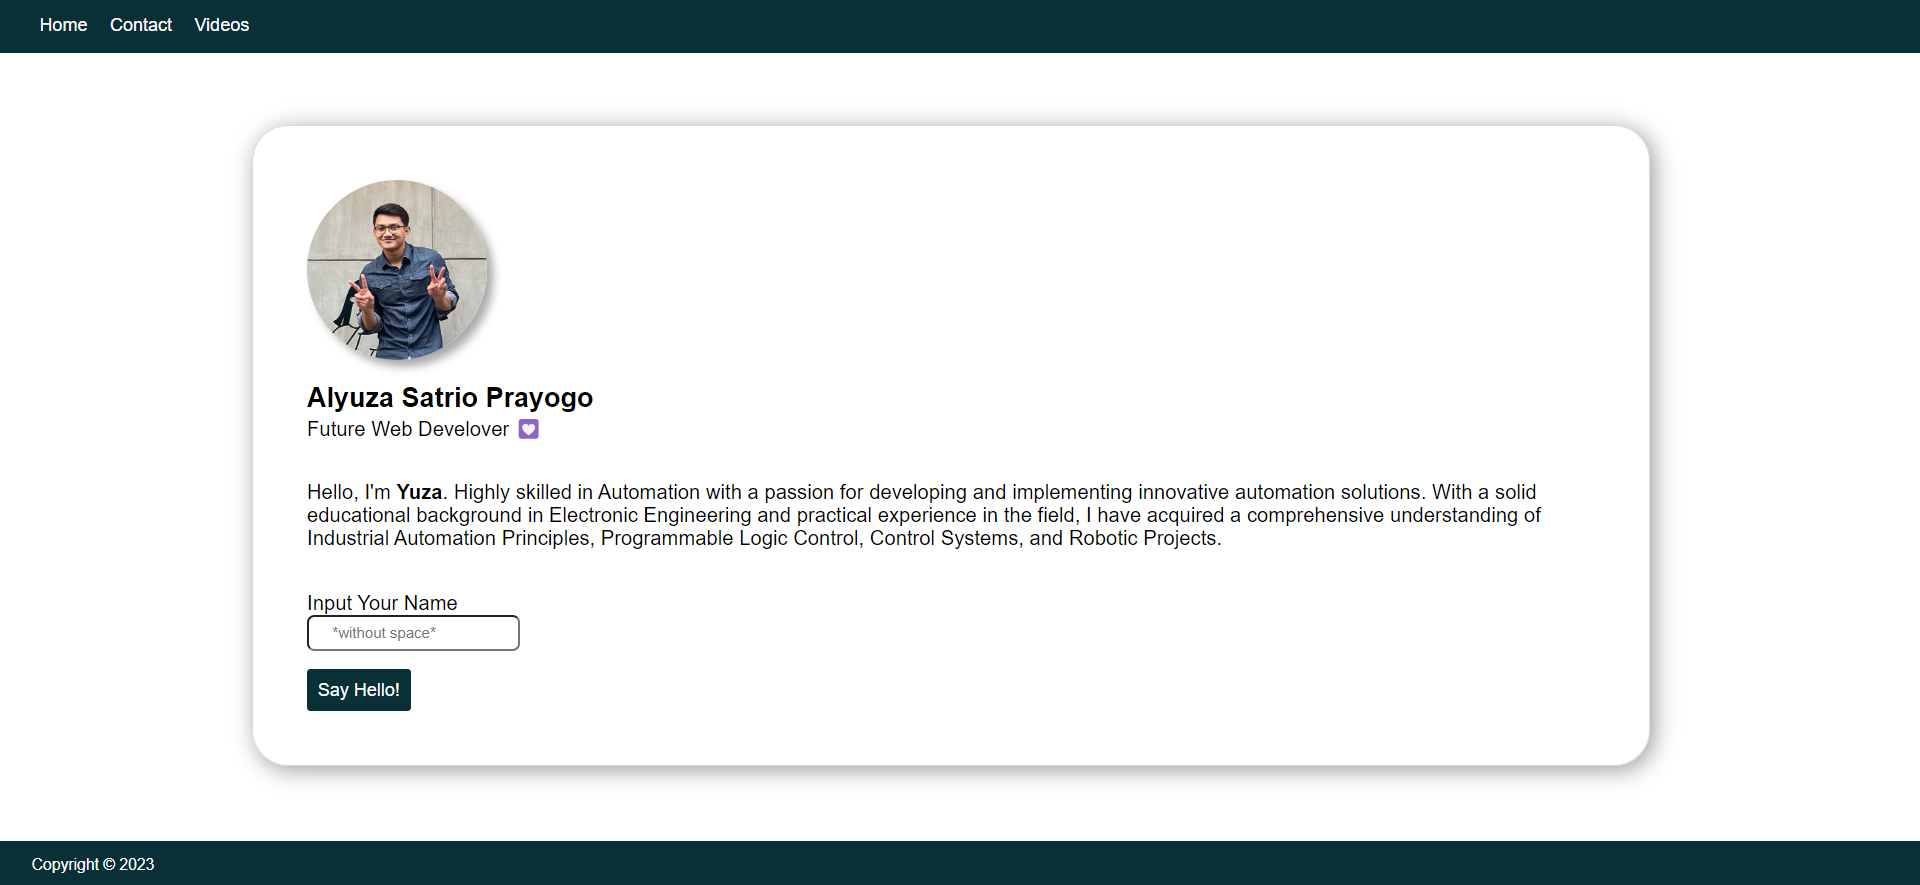 Home Contact Videos
Alyuza Satrio Prayogo
Future Web Develover 💟
Hello, I'm Yuza. Highly skilled in Automation with a passion for developing and implementing innovative automation solutions. With a solid
educational background in Electronic Engineering and practical experience in the field, I have acquired a comprehensive understanding of
Industrial Automation Principles, Programmable Logic Control, Control Systems, and Robotic Projects.
Input Your Name
*without space*
Say Hello!
Copyright © 2023